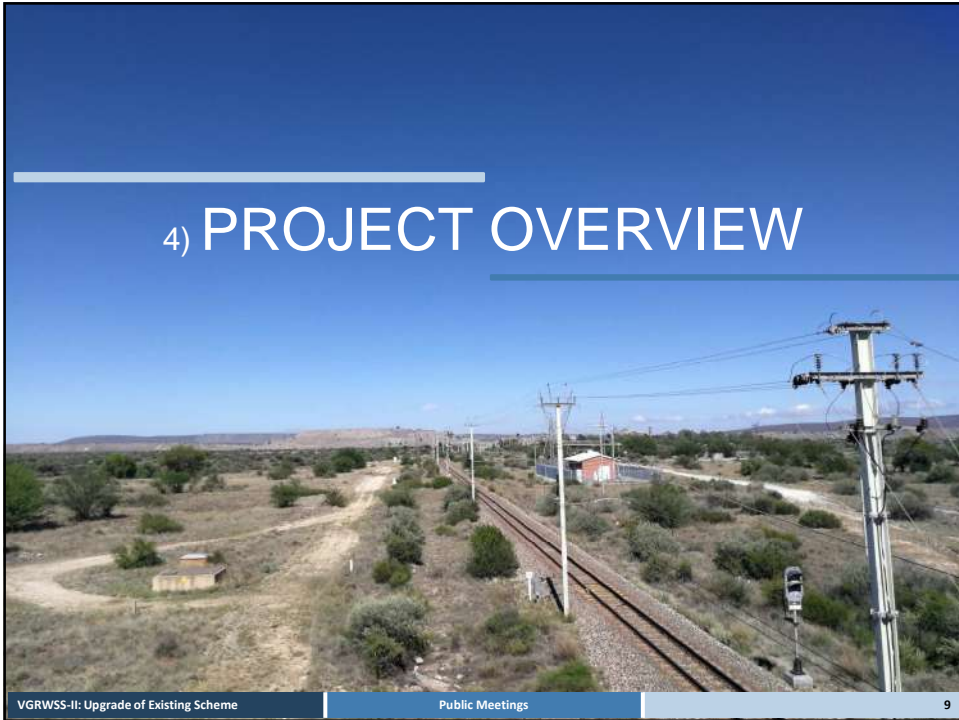 4) PROJECT OVERVIEW
VGRWSS-II: Upgrade of Existing Scheme
Public Meetings
9